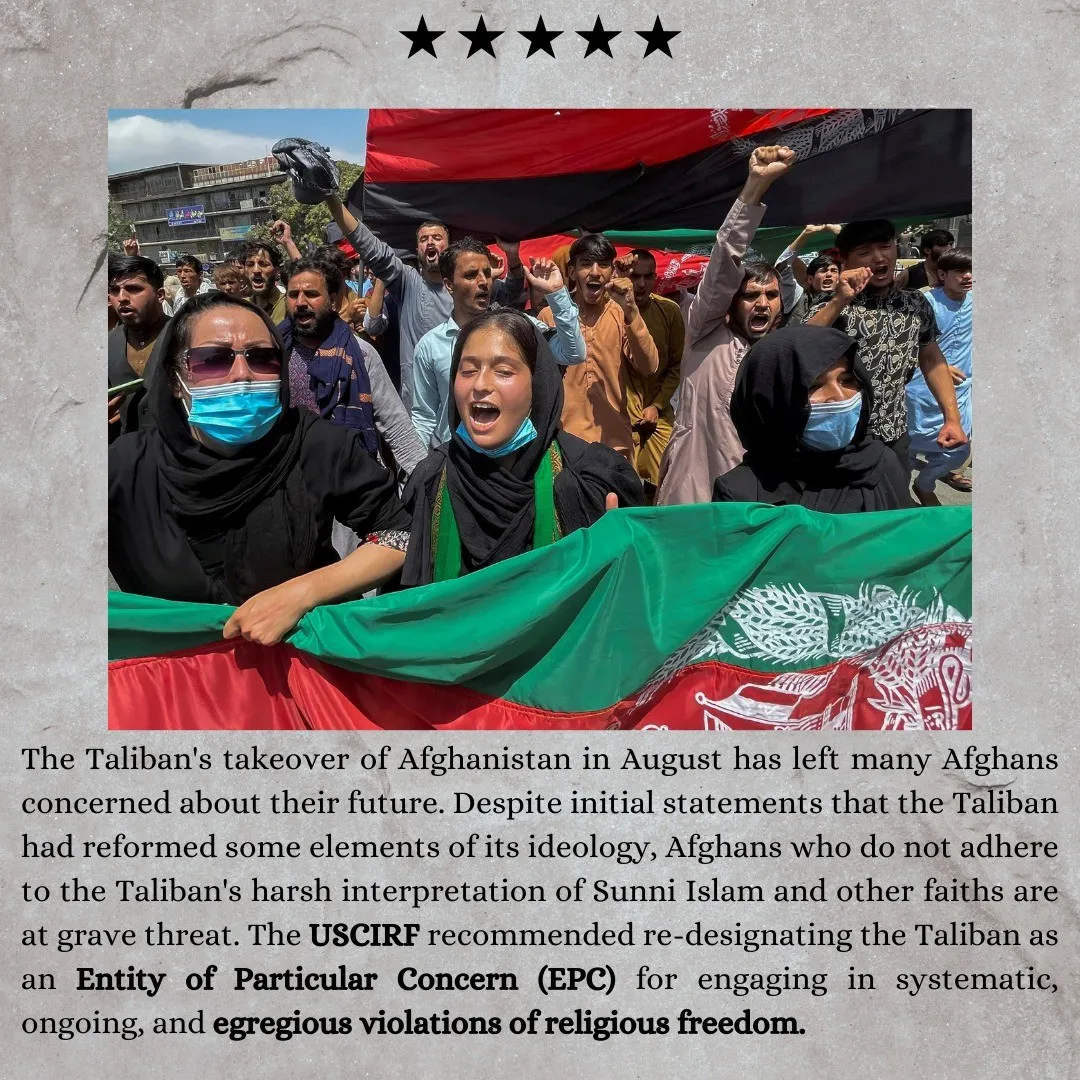 The Taliban's takeover of Afghanistan in August has left many Afghans
concerned about their future. Despite initial statements that the Taliban
had reformed some elements of its ideology, Afghans who do not adhere
to the Taliban's harsh interpretation of Sunni Islam and other faiths are
at grave threat. The USCIRF recommended re-designating the Taliban as
an Entity of Particular Concern (EPC) for engaging in systematic,
ongoing, and egregious violations of religious freedom.